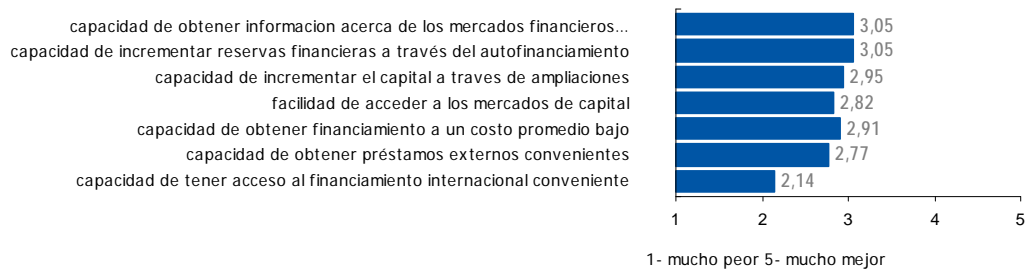 capacidad de obtener informacion acerca de los mercados financieros... 3,05
capacidad de incrementar reservas financieras a través del autofinanciamiento 3,05
capacidad de incrementar el capital a traves de ampliaciones 2,95
facilidad de acceder a los mercados de capital 2,82
capacidad de obtener financiamiento a un costo promedio bajo 2,91
capacidad de obtener préstamos externos convenientes 2,77
capacidad de tener acceso al financiamiento internacional conveniente 2,14
1 2 3 4 5
1- mucho peor 5- mucho mejor